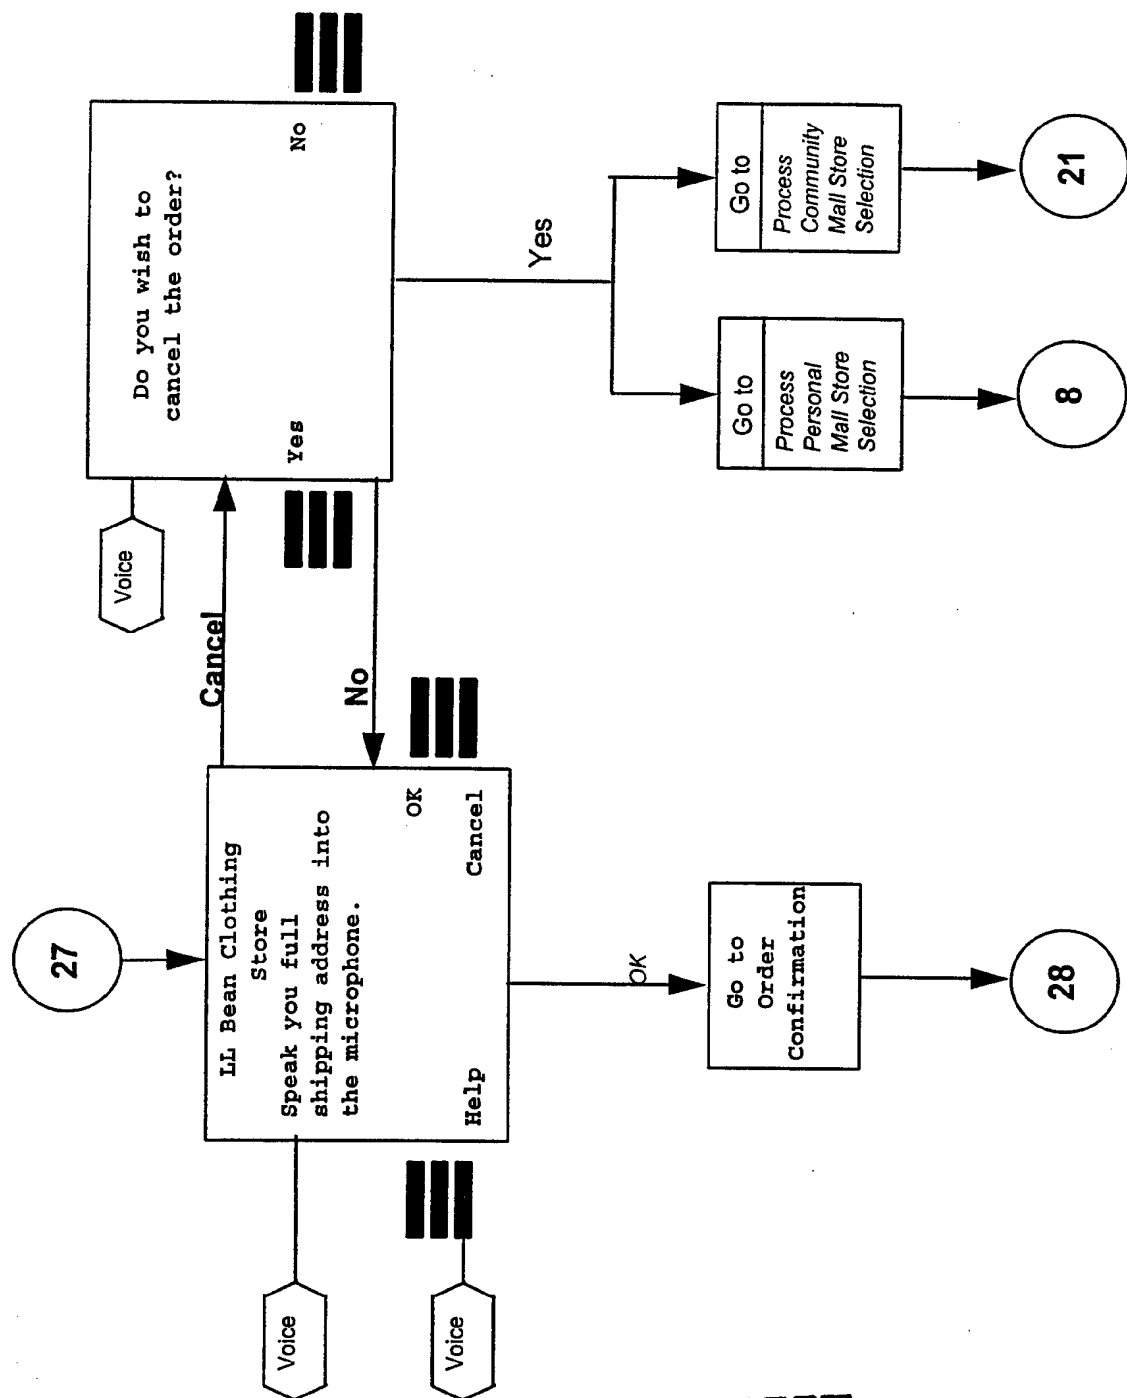 27
LL Bean Clothing
Store
Speak you full
shipping address into
the microphone.
OK
Help
Cancel
Voice
Voice
Cancel
No
Voice
Do you wish to
cancel the order?
Yes
No
OK
Go to
Order
Confirmation
28
Yes
Go to
Process
Personal
Mall Store
Selection
8
Go to
Process
Community
Mall Store
Selection
21